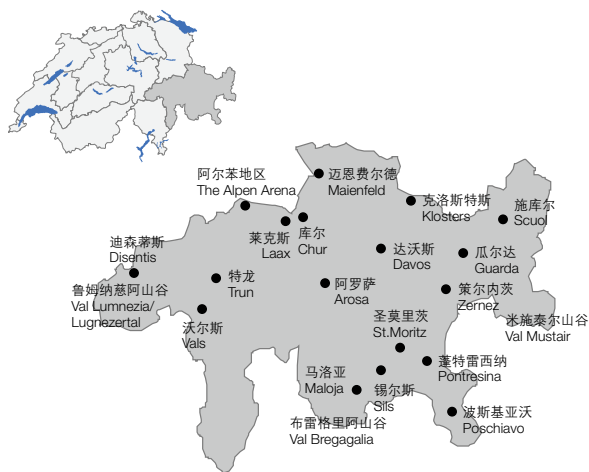 阿尔苯地区
The Alpen Arena
迈恩费尔德
Maienfeld
克洛斯特斯
Klosters
施库尔
Scuol
莱克斯
Laax
库尔
Chur
迪森蒂斯
Disentis
达沃斯
Davos
瓜尔达
Guarda
特龙
Trun
阿罗萨
Arosa
鲁姆纳慈阿山谷
Val Lumnezia/
Lugnezertal
策尔内茨
Zernez
沃尔斯
Vals
圣莫里茨
St.Moritz
米施泰尔山谷
Val Mustair
蓬特雷西纳
Pontresina
马洛亚
Maloja
锡尔斯
Sils
布雷格里阿山谷
Val Bregagalia
波斯基亚沃
Poschiavo